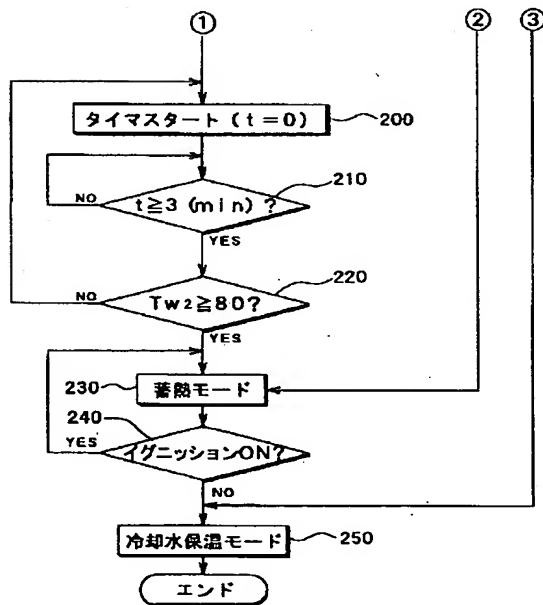 ① ② ③
タイマスタート(t=0) 200
t≧3(min)? 210
NO
YES
Tw2≧80? 220
NO
YES
230 蓄熱モード
240
イグニッションON?
YES
NO
冷却水保温モード 250
エンド